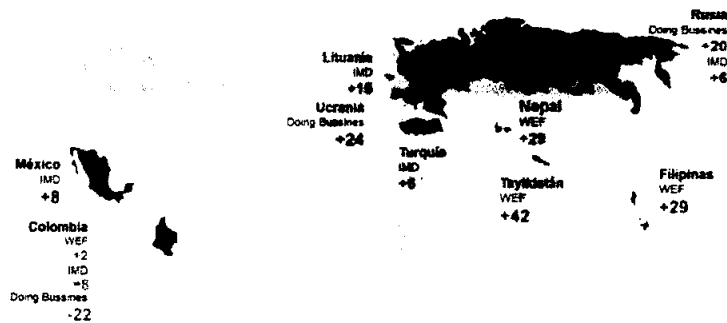 Rusia
Doing Bussines
+20
IMD
+6
Lituania
IMD
+15
Ucrania
Doing Bussines
+24
Nepal
WEF
+29
Turquía
IMD
+6
Tayikistán
WEF
+42
Filipinas
WEF
+29
México
IMD
+8
Colombia
WEF
+2
IMD
+8
Doing Bussines
-22